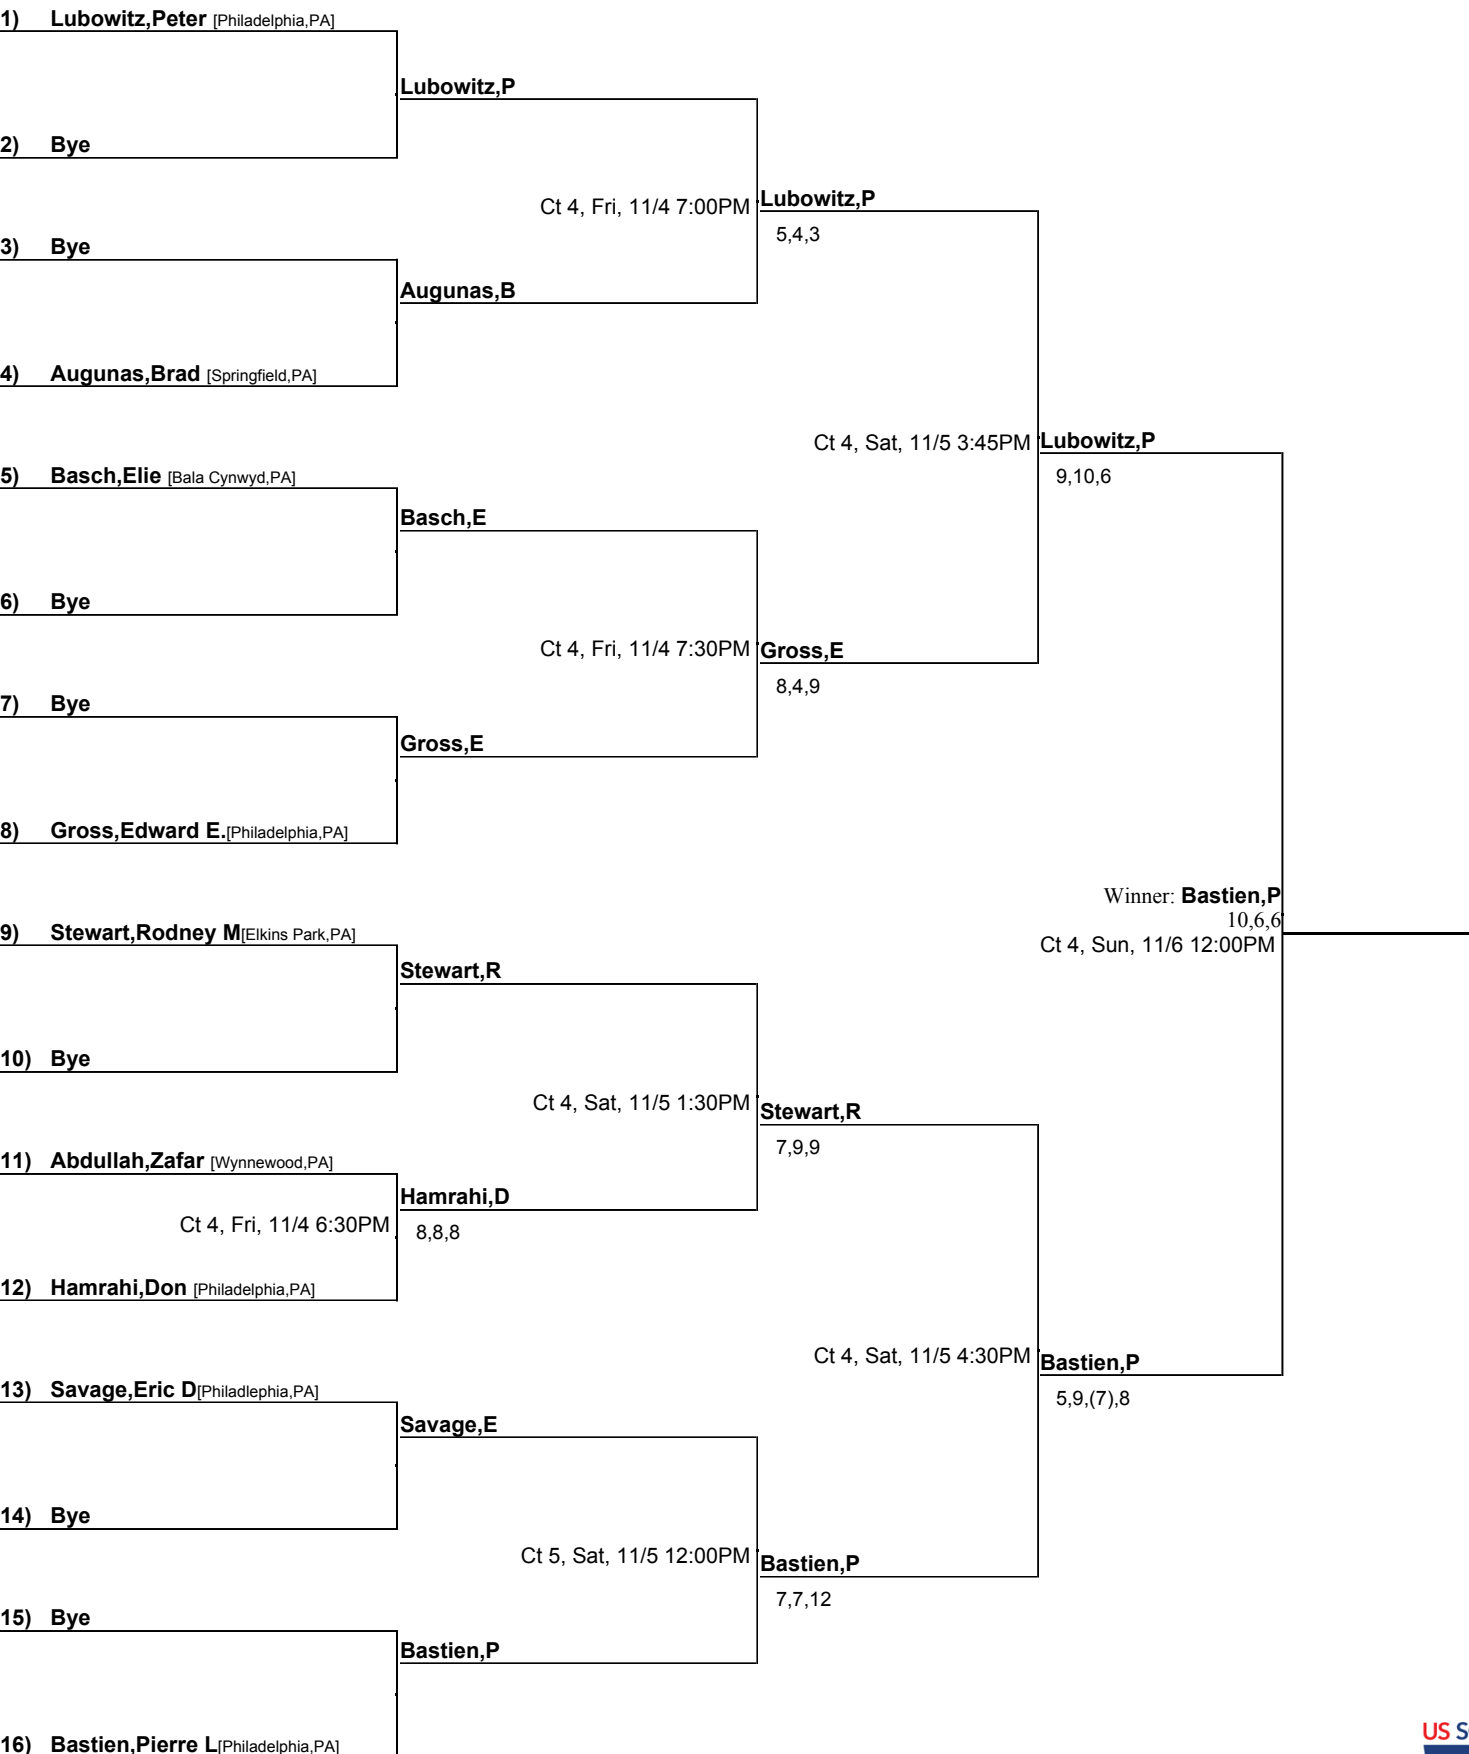 1) Lubowitz,Peter [Philadelphia,PA]
Lubowitz,P
2) Bye
Ct 4, Fri, 11/4 7:00PM
Lubowitz,P
5,4,3
3) Bye
Augunas,B
4) Augunas,Brad [Springfield,PA]
Ct 4, Sat, 11/5 3:45PM
Lubowitz,P
9,10,6
5) Basch,Elie [Bala Cynwyd,PA]
Basch,E
6) Bye
Ct 4, Fri, 11/4 7:30PM
Gross,E
8,4,9
7) Bye
Gross,E
8) Gross,Edward E.[Philadelphia,PA]
Winner: Bastien,P
10,6,6
Ct 4, Sun, 11/6 12:00PM
9) Stewart,Rodney M[Elkins Park,PA]
Stewart,R
10) Bye
Ct 4, Sat, 11/5 1:30PM
Stewart,R
7,9,9
11) Abdullah,Zafar [Wynnewood,PA]
Hamrahi,D
Ct 4, Fri, 11/4 6:30PM
8,8,8
12) Hamrahi,Don [Philadelphia,PA]
Ct 4, Sat, 11/5 4:30PM
Bastien,P
5,9,(7),8
13) Savage,Eric D[Philadlephia,PA]
Savage,E
14) Bye
Ct 5, Sat, 11/5 12:00PM
Bastien,P
7,7,12
15) Bye
Bastien,P
16) Bastien,Pierre L[Philadelphia,PA]
US